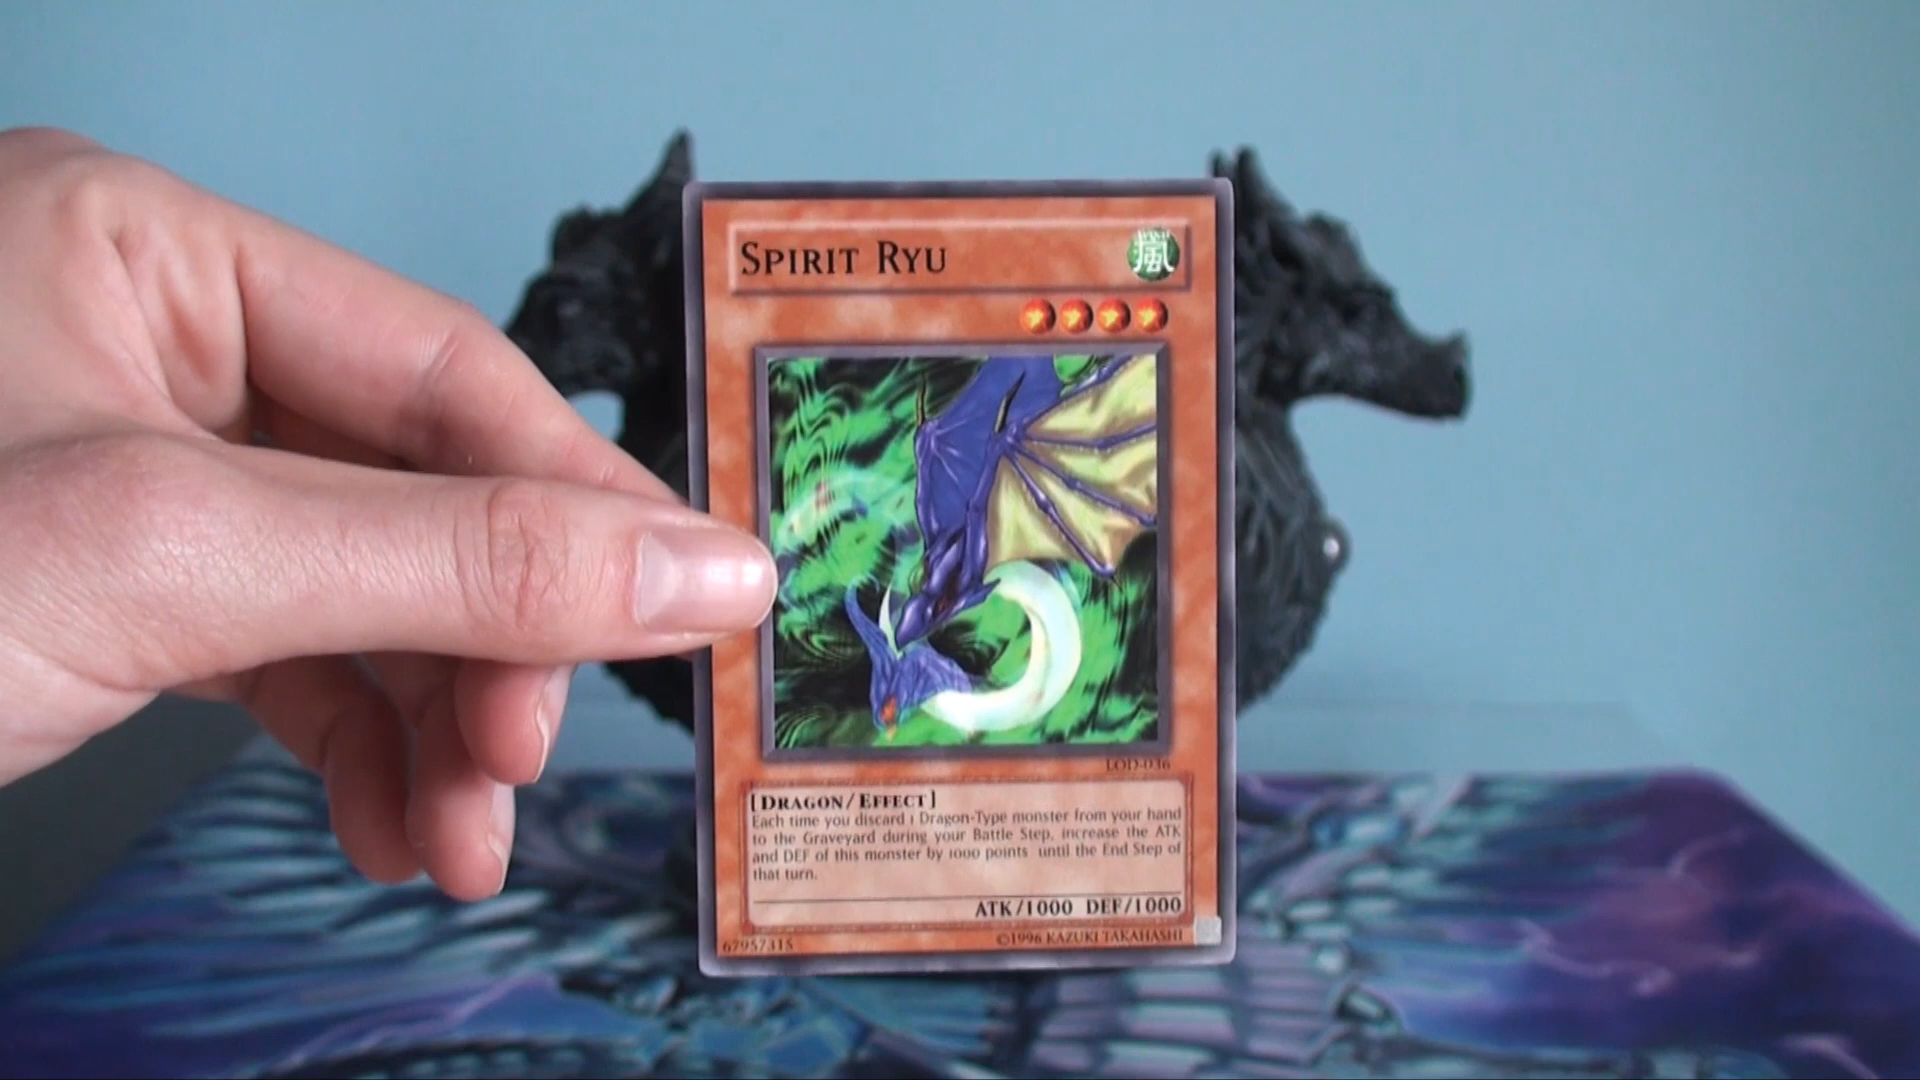 SPIRIT RYU
風
LOD-036
[DRAGON/EFFECT]
Each time you discard 1 Dragon-Type monster from your hand
to the Graveyard during your Battle Step, increase the ATK
and DEF of this monster by 1000 points until the End Step of
that turn.
ATK/1000 DEF/1000
67957315
©1996 KAZUKI TAKAHASHI